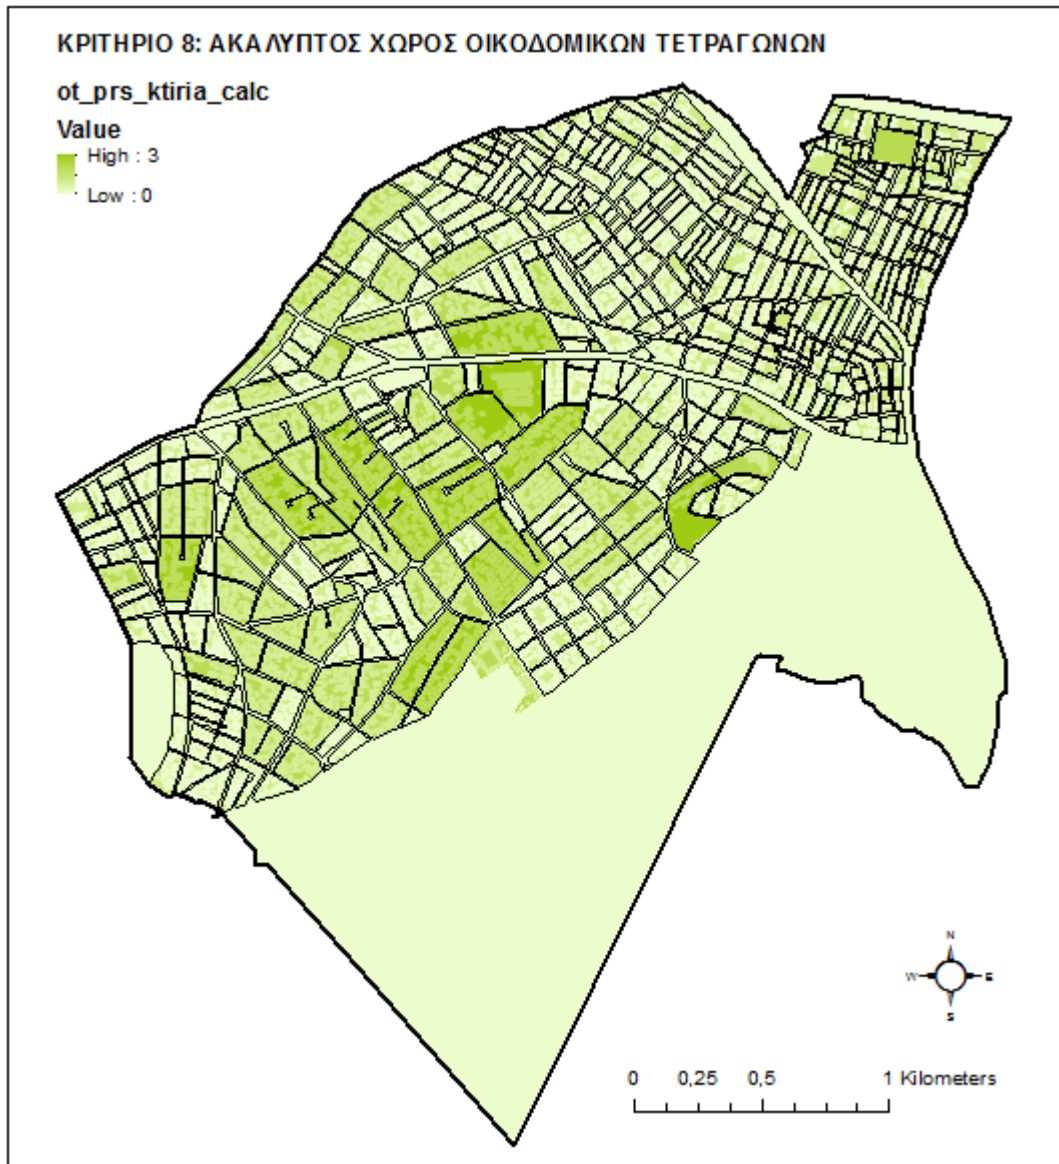 ΚΡΙΤΗΡΙΟ 8: ΑΚΑΛΥΠΤΟΣ ΧΩΡΟΣ ΟΙΚΟΔΟΜΙΚΩΝ ΤΕΤΡΑΓΩΝΩΝ
ot_prs_ktiria_calc
Value
High : 3
Low : 0
N
W E
S
0 0,25 0,5 1 Kilometers